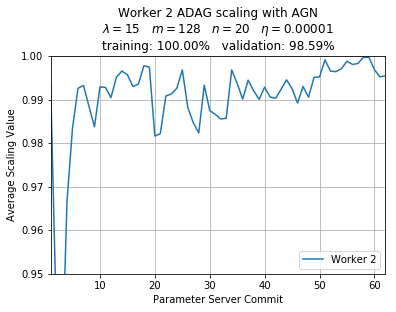 Worker 2 ADAG scaling with AGN
λ = 15 m = 128 n = 20 η = 0.00001
training: 100.00% validation: 98.59%
1.00
0.99
0.98
0.97
0.96
0.95
Average Scaling Value
Worker 2
10 20 30 40 50 60
Parameter Server Commit